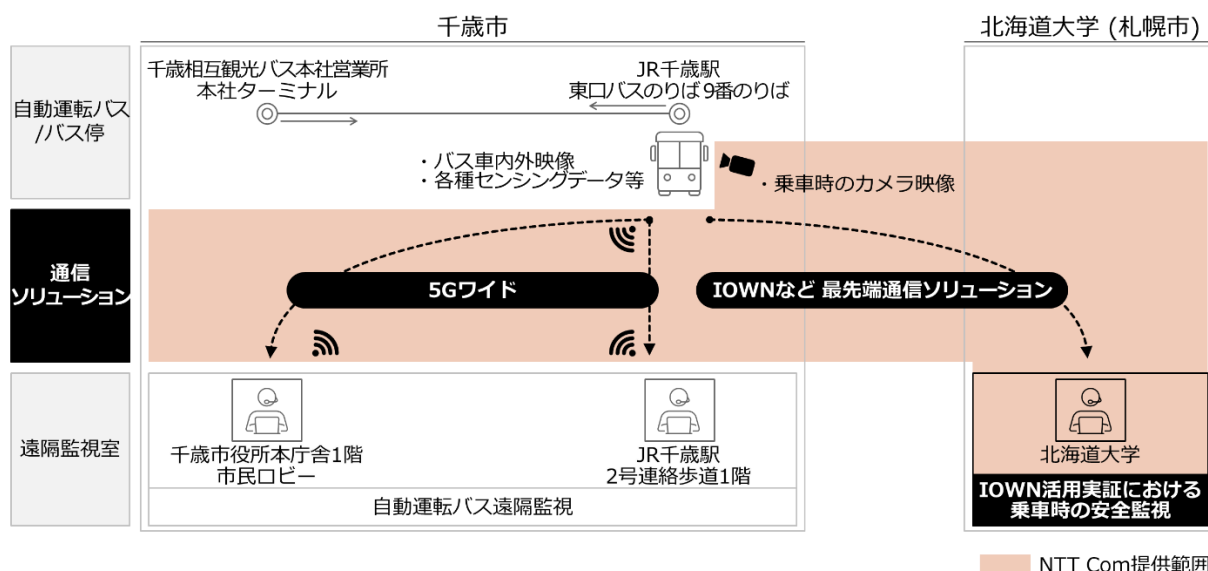 千歳市
北海道大学 (札幌市)
自動運転バス
/バス停
千歳相互観光バス本社営業所
本社ターミナル
JR千歳駅
東口バスのりば 9番のりば
・バス車内外映像
・各種センシングデータ等
・乗車時のカメラ映像
通信
ソリューション
5Gワイド
IOWNなど 最先端通信ソリューション
遠隔監視室
千歳市役所本庁舎1階
市民ロビー
JR千歳駅
2号連絡歩道1階
自動運転バス遠隔監視
北海道大学
IOWN活用実証における
乗車時の安全監視
NTT Com提供範囲